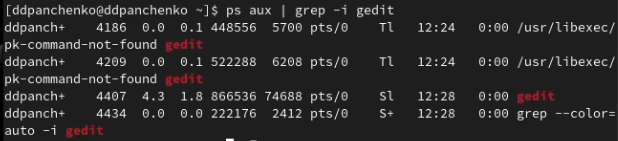 [ddpanchenko@ddpanchenko ~]$ ps aux | grep -i gedit
ddpanch+    4186  0.0  0.1 448556  5700 pts/0    Tl   12:24   0:00 /usr/libexec/
pk-command-not-found gedit
ddpanch+    4209  0.0  0.1 522288  6208 pts/0    Tl   12:24   0:00 /usr/libexec/
pk-command-not-found gedit
ddpanch+    4407  4.3  1.8 866536 74688 pts/0    Sl   12:28   0:00 gedit
ddpanch+    4434  0.0  0.0 222176  2412 pts/0    S+   12:28   0:00 grep --color=
auto -i gedit